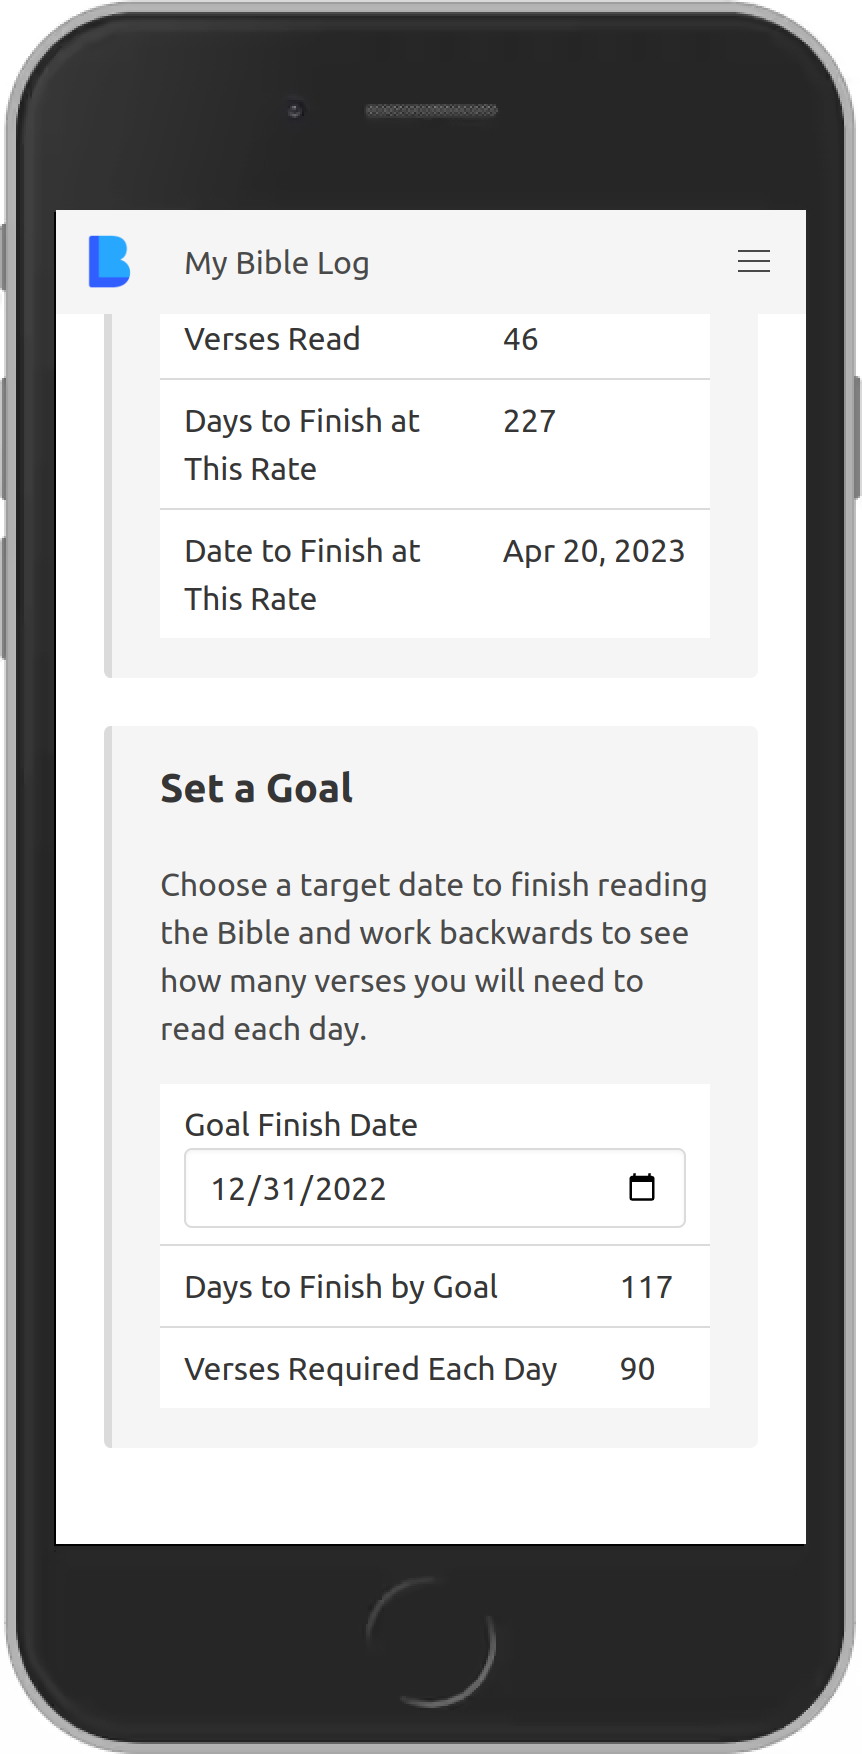 My Bible Log
Verses Read 46
Days to Finish at 227
This Rate
Date to Finish at Apr 20, 2023
This Rate
Set a Goal
Choose a target date to finish reading
the Bible and work backwards to see
how many verses you will need to
read each day.
Goal Finish Date
12/31/2022
Days to Finish by Goal 117
Verses Required Each Day 90